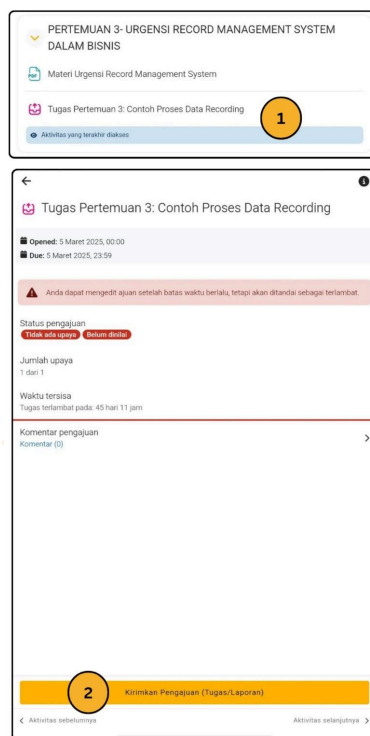 PERTEMUAN 3- URGENSI RECORD MANAGEMENT SYSTEM
DALAM BISNIS
PDF
Materi Urgensi Record Management System
Tugas Pertemuan 3: Contoh Proses Data Recording
1
Aktivitas yang terakhir diakses
Tugas Pertemuan 3: Contoh Proses Data Recording
Opened: 5 Maret 2025, 00:00
Due: 5 Maret 2025, 23:59
Anda dapat mengedit ajuan setelah batas waktu berlalu, tetapi akan ditandai sebagai terlambat.
Status pengajuan
Tidak ada upaya Belum dinilai
Jumlah upaya
1 dari 1
Waktu tersisa
Tugas terlambat pada: 45 hari 11 jam
Komentar pengajuan
Komentar (0)
2
Kirimkan Pengajuan (Tugas/Laporan)
Aktivitas sebelumnya Aktivitas selanjutnya